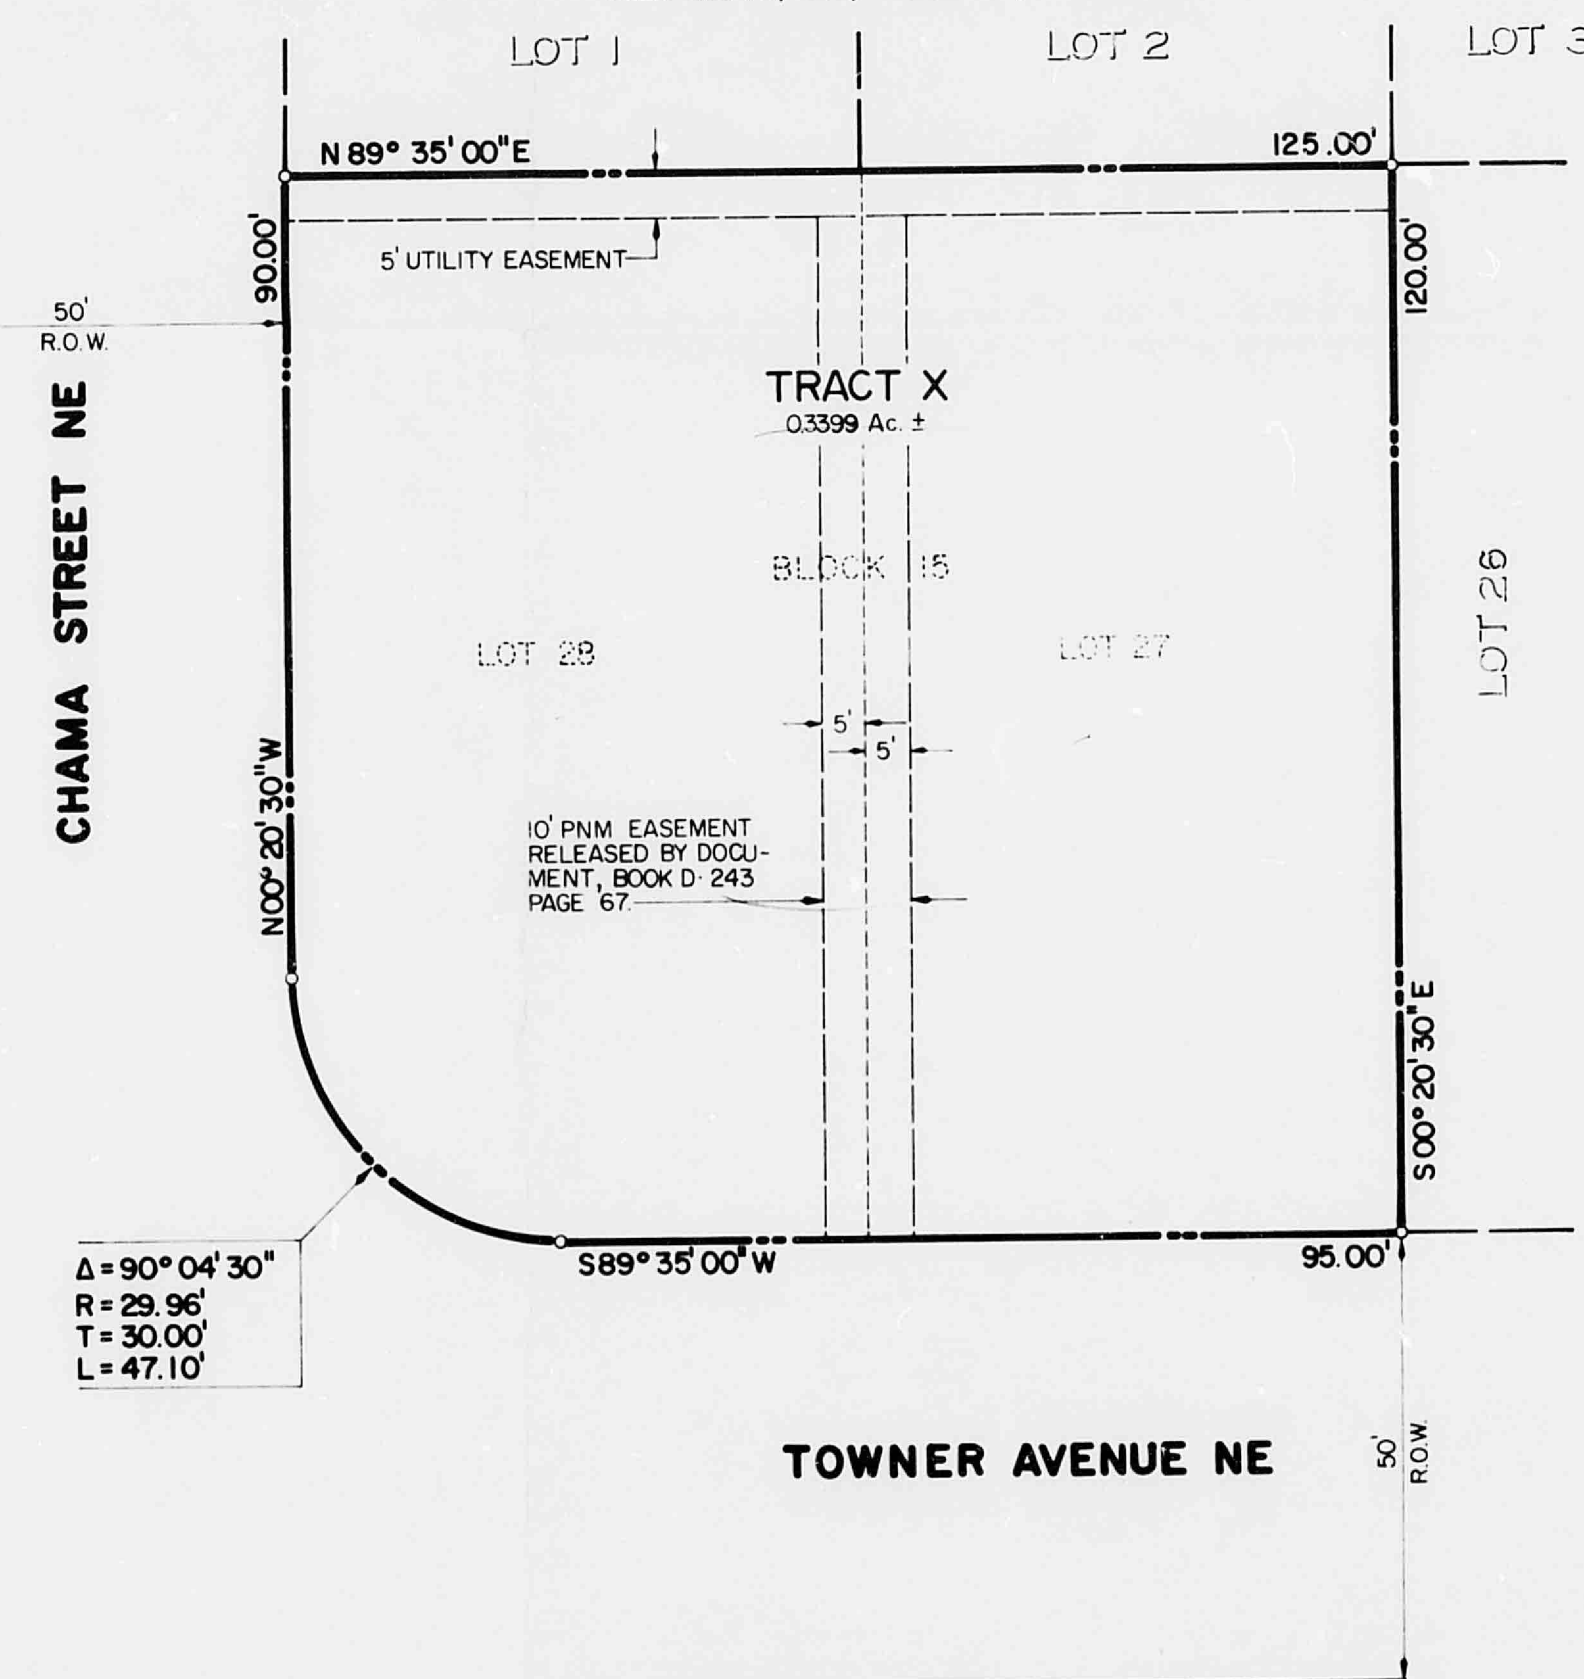 LOT 1
LOT 2
LOT 3
N 89° 35' 00" E
125.00'
90.00'
120.00'
5' UTILITY EASEMENT
50'
R.O.W.
CHAMA STREET NE
TRACT X
0.3399 Ac. ±
BLOCK 15
LOT 28
LOT 27
LOT 26
5'
5'
N00° 20' 30" W
10' PNM EASEMENT
RELEASED BY DOCU-
MENT, BOOK D-243
PAGE 67.
S 00° 20' 30" E
Δ = 90° 04' 30"
R = 29.96'
T = 30.00'
L = 47.10'
S89° 35' 00" W
95.00'
TOWNER AVENUE NE
50'
R.O.W.